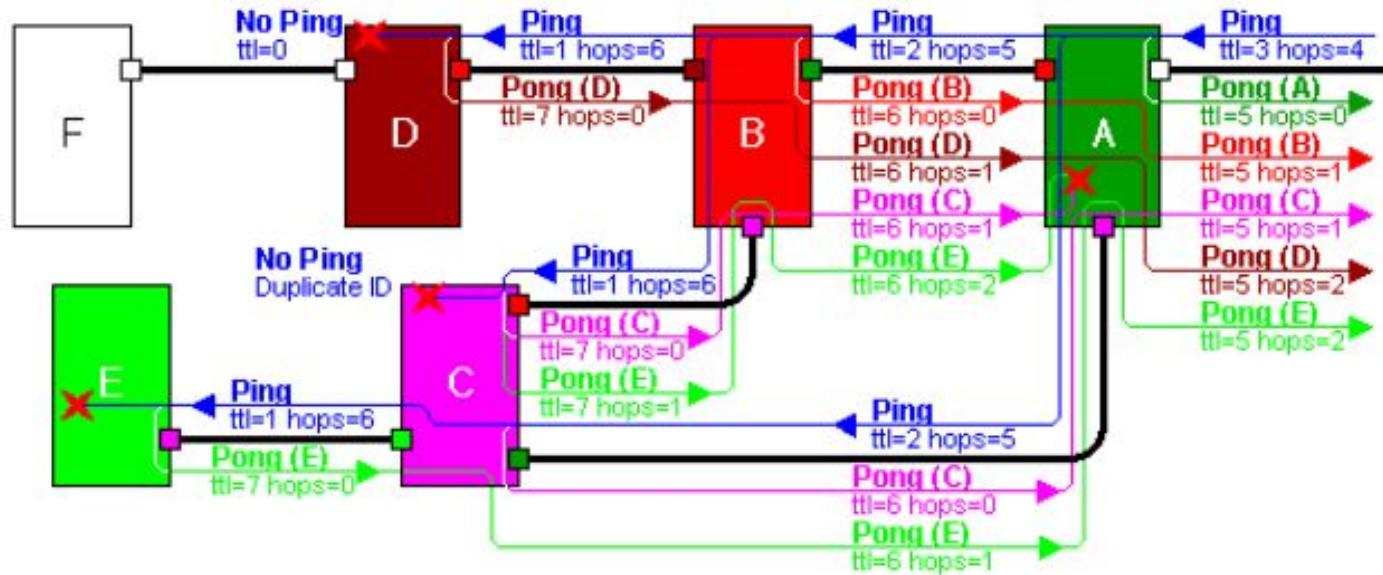 No Ping
ttl=0
Ping
ttl=1 hops=6
Ping
ttl=2 hops=5
Ping
ttl=3 hops=4
F
D
B
A
Pong (D)
ttl=7 hops=0
Pong (B)
ttl=6 hops=0
Pong (A)
ttl=5 hops=0
Pong (D)
ttl=6 hops=1
Pong (B)
ttl=5 hops=1
Pong (C)
ttl=6 hops=1
Pong (C)
ttl=5 hops=1
No Ping
Duplicate ID
Ping
ttl=1 hops=6
Pong (E)
ttl=6 hops=2
Pong (D)
ttl=5 hops=2
Pong (C)
ttl=7 hops=0
Pong (E)
ttl=5 hops=2
E
C
Pong (E)
ttl=7 hops=1
Ping
ttl=1 hops=6
Ping
ttl=2 hops=5
Pong (E)
ttl=7 hops=0
Pong (C)
ttl=6 hops=0
Pong (E)
ttl=6 hops=1